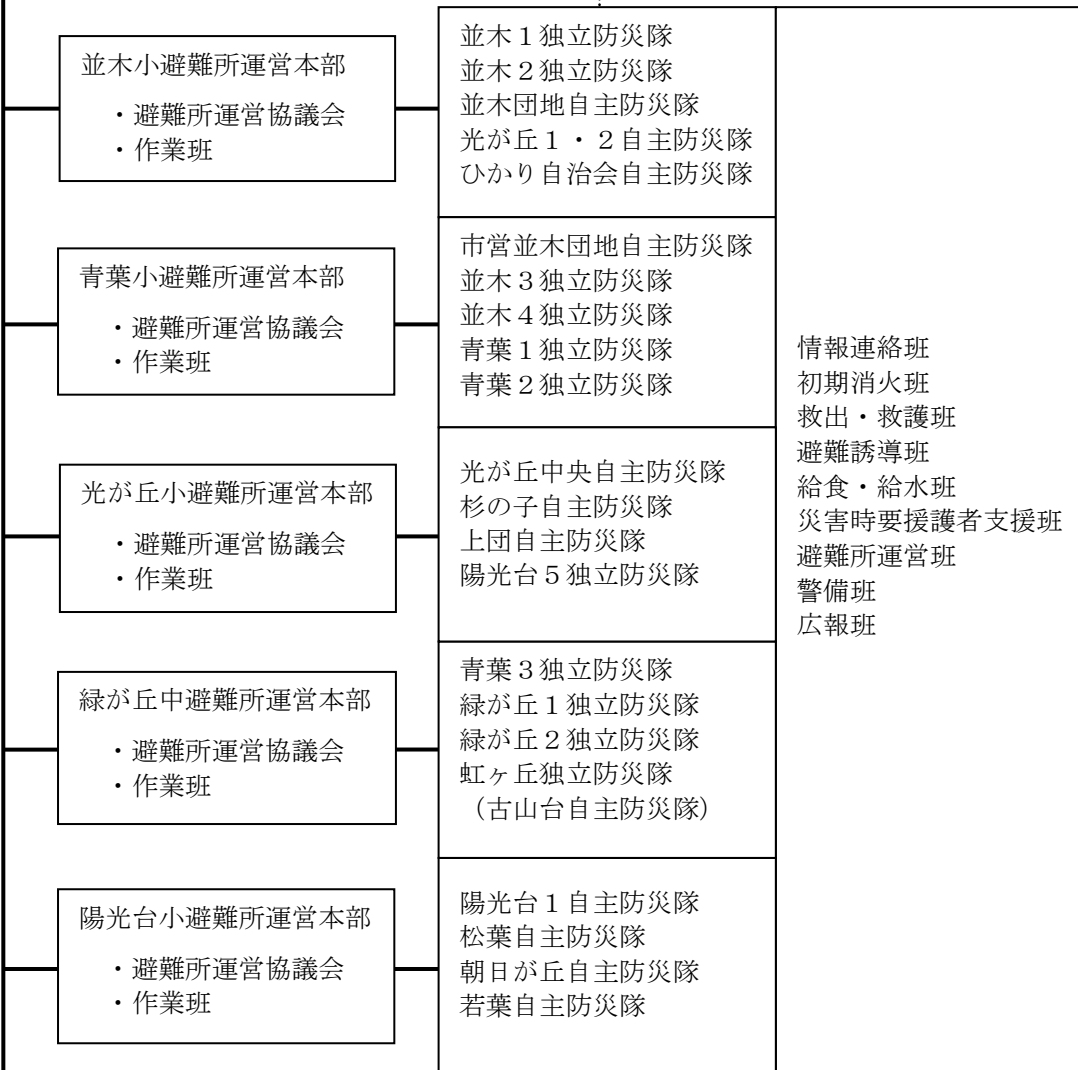 並木小避難所運営本部
・避難所運営協議会
・作業班
並木１独立防災隊
並木２独立防災隊
並木団地自主防災隊
光が丘１・２自主防災隊
ひかり自治会自主防災隊
青葉小避難所運営本部
・避難所運営協議会
・作業班
市営並木団地自主防災隊
並木３独立防災隊
並木４独立防災隊
青葉１独立防災隊
青葉２独立防災隊
光が丘小避難所運営本部
・避難所運営協議会
・作業班
光が丘中央自主防災隊
杉の子自主防災隊
上団自主防災隊
陽光台５独立防災隊
緑が丘中避難所運営本部
・避難所運営協議会
・作業班
青葉３独立防災隊
緑が丘１独立防災隊
緑が丘２独立防災隊
虹ヶ丘独立防災隊
（古山台自主防災隊）
陽光台小避難所運営本部
・避難所運営協議会
・作業班
陽光台１自主防災隊
松葉自主防災隊
朝日が丘自主防災隊
若葉自主防災隊
情報連絡班
初期消火班
救出・救護班
避難誘導班
給食・給水班
災害時要援護者支援班
避難所運営班
警備班
広報班